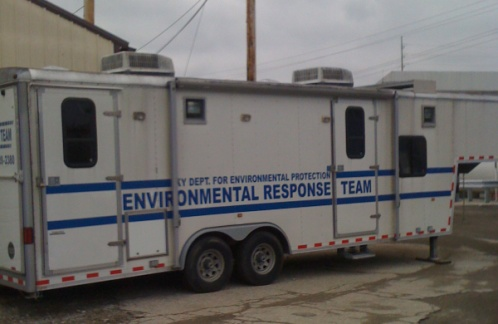 TEAM
KY DEPT. FOR ENVIRONMENTAL PROTECTION
ENVIRONMENTAL RESPONSE TEAM